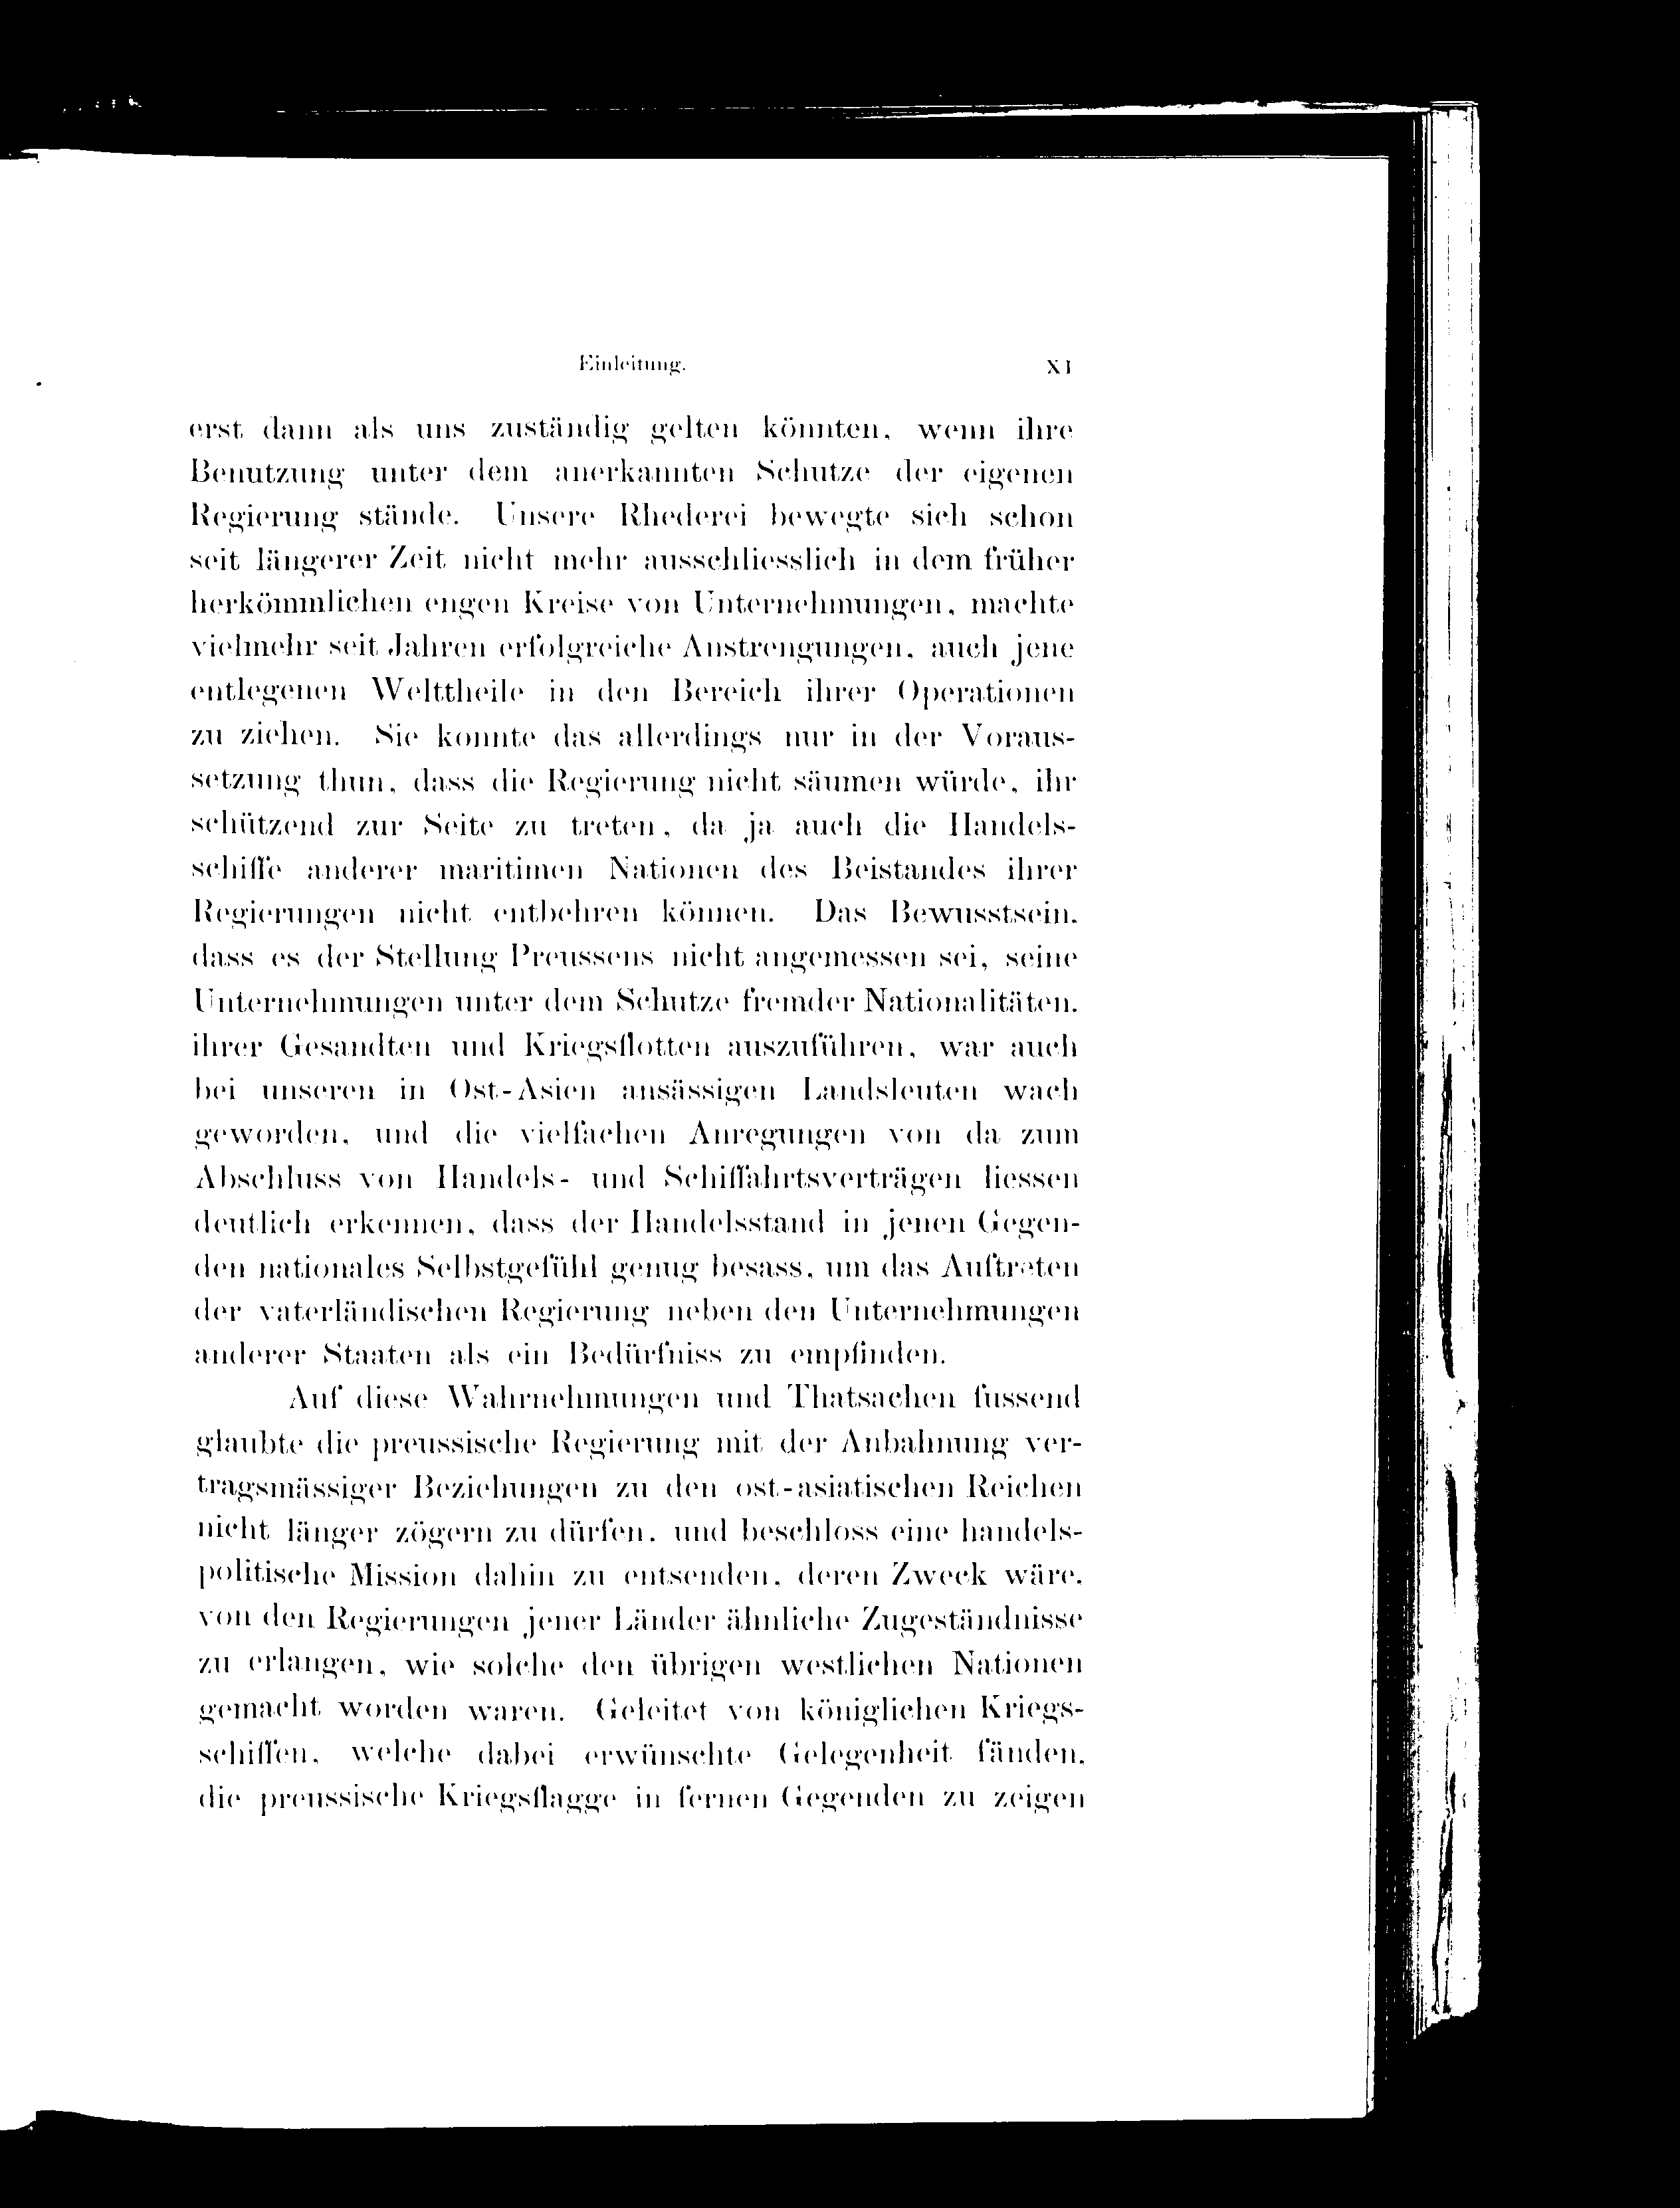 Einleitung. XI
erst dann als uns zuständig gelten könnten, wenn ihre
Benutzung unter dem anerkannten Schutze der eigenen
Regierung stände. Unsere Rhederei bewegte sich schon
seit längerer Zeit nicht mehr ausschliesslich in dem früher
herkömmlichen engen Kreise von Unternehmungen, machte
vielmehr seit Jahren erfolgreiche Anstrengungen, auch jene
entlegenen Welttheile in den Bereich ihrer Operationen
zu ziehen. Sie konnte das allerdings nur in der Voraus-
setzung thun, dass die Regierung nicht säumen würde, ihr
schützend zur Seite zu treten, da ja auch die Handels-
schiffe anderer maritimen Nationen des Beistandes ihrer
Regierungen nicht entbehren können. Das Bewusstsein,
dass es der Stellung Preussens nicht angemessen sei, seine
Unternehmungen unter dem Schutze fremder Nationalitäten,
ihrer Gesandten und Kriegsflotten auszuführen, war auch
bei unseren in Ost-Asien ansässigen Landsleuten wach
geworden, und die vielfachen Anregungen von da zum
Abschluss von Handels- und Schiffahrtsverträgen liessen
deutlich erkennen, dass der Handelsstand in jenen Gegen-
den nationales Selbstgefühl genug besass, um das Auftreten
der vaterländischen Regierung neben den Unternehmungen
anderer Staaten als ein Bedürfniss zu empfinden.
Auf diese Wahrnehmungen und Thatsachen fussend
glaubte die preussische Regierung mit der Anbahnung ver-
tragsmässiger Beziehungen zu den ost-asiatischen Reichen
nicht länger zögern zu dürfen, und beschloss eine handels-
politische Mission dahin zu entsenden, deren Zweck wäre,
von den Regierungen jener Länder ähnliche Zugeständnisse
zu erlangen, wie solche den übrigen westlichen Nationen
gemacht worden waren. Geleitet von königlichen Kriegs-
schiffen, welche dabei erwünschte Gelegenheit fänden,
die preussische Kriegsflagge in fernen Gegenden zu zeigen